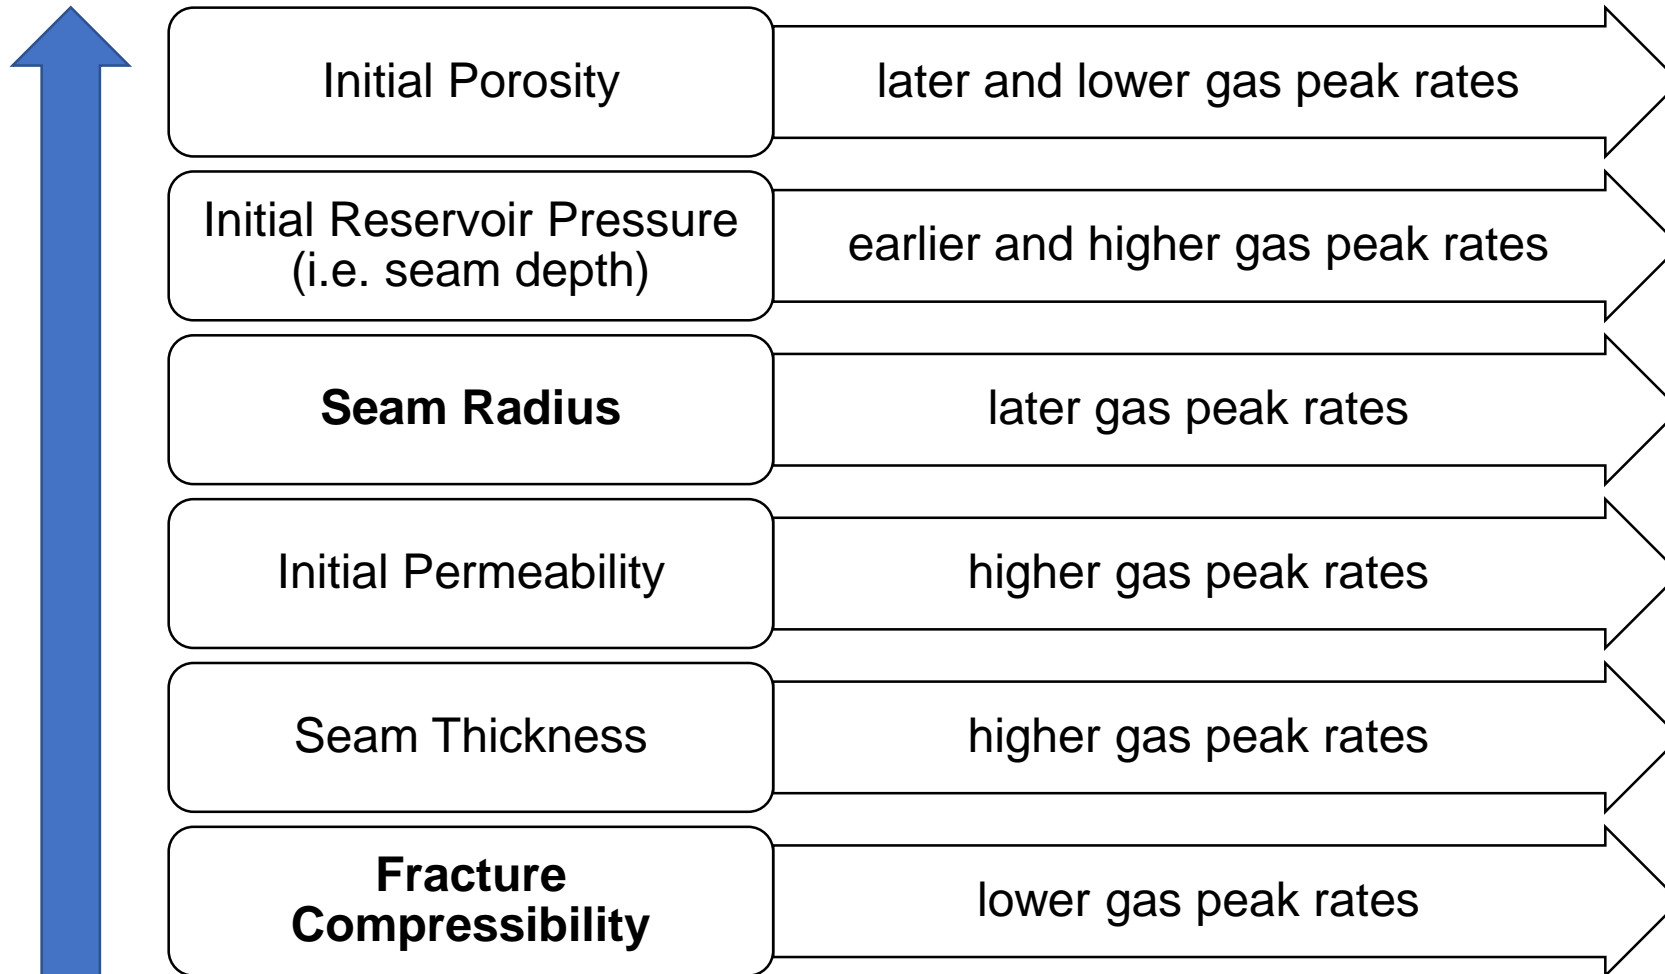 Initial Porosity
later and lower gas peak rates
Initial Reservoir Pressure
(i.e. seam depth)
earlier and higher gas peak rates
Seam Radius
later gas peak rates
Initial Permeability
higher gas peak rates
Seam Thickness
higher gas peak rates
Fracture
Compressibility
lower gas peak rates